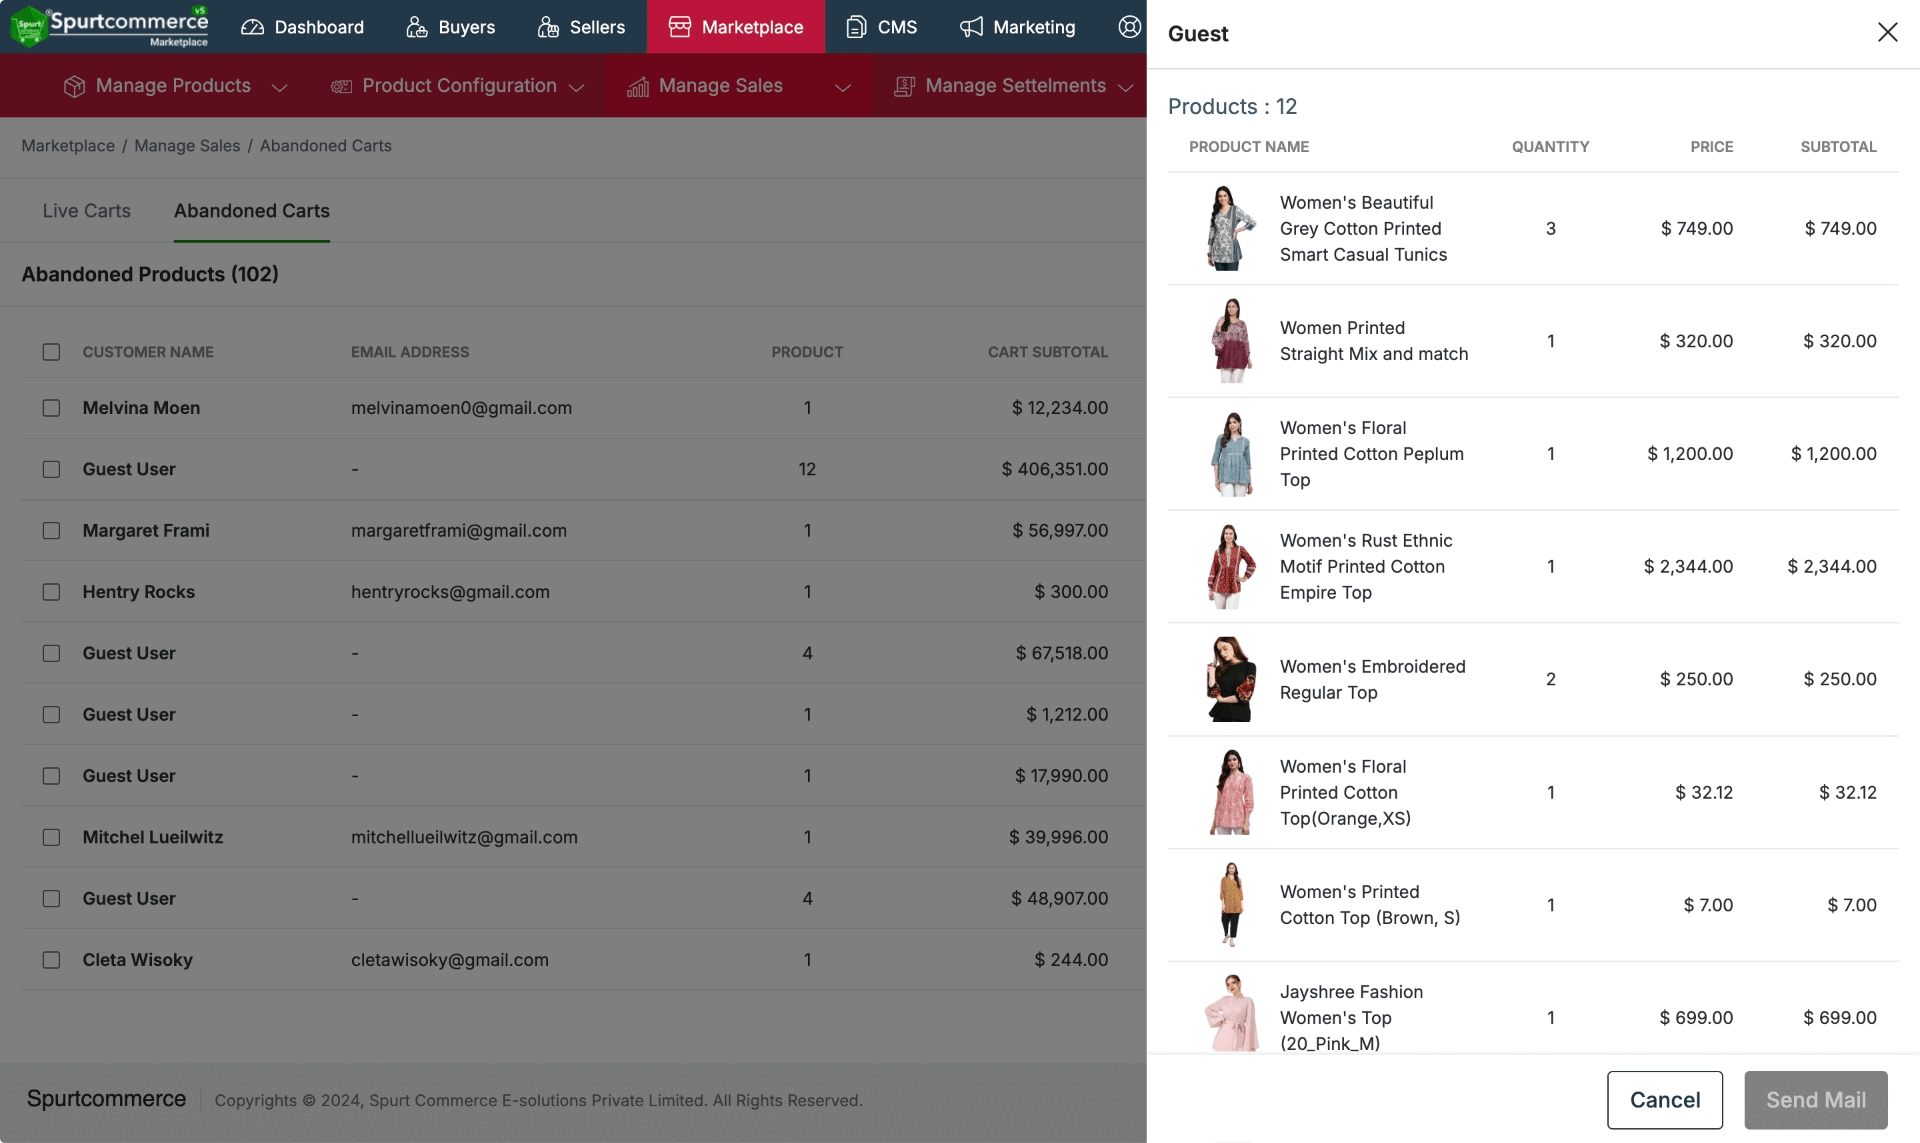 Spurt
Spurtcommerce
v5
Marketplace
Dashboard
Buyers
Sellers
Marketplace
CMS
Marketing
Manage Products
Product Configuration
Manage Sales
Manage Settelments
Marketplace / Manage Sales / Abandoned Carts
Live Carts
Abandoned Carts
Abandoned Products (102)
CUSTOMER NAME EMAIL ADDRESS PRODUCT CART SUBTOTAL
Melvina Moen melvinamoen0@gmail.com 1 $ 12,234.00
Guest User - 12 $ 406,351.00
Margaret Frami margaretframi@gmail.com 1 $ 56,997.00
Hentry Rocks hentryrocks@gmail.com 1 $ 300.00
Guest User - 4 $ 67,518.00
Guest User - 1 $ 1,212.00
Guest User - 1 $ 17,990.00
Mitchel Lueilwitz mitchellueilwitz@gmail.com 1 $ 39,996.00
Guest User - 4 $ 48,907.00
Cleta Wisoky cletawisoky@gmail.com 1 $ 244.00
Spurtcommerce
Copyrights © 2024, Spurt Commerce E-solutions Private Limited. All Rights Reserved.
Guest
Products : 12
PRODUCT NAME QUANTITY PRICE SUBTOTAL
Women's Beautiful
Grey Cotton Printed 3 $ 749.00 $ 749.00
Smart Casual Tunics
Women Printed
Straight Mix and match
1 $ 320.00 $ 320.00
Women's Floral
Printed Cotton Peplum 1 $ 1,200.00 $ 1,200.00
Top
Women's Rust Ethnic
Motif Printed Cotton 1 $ 2,344.00 $ 2,344.00
Empire Top
Women's Embroidered
Regular Top
2 $ 250.00 $ 250.00
Women's Floral
Printed Cotton 1 $ 32.12 $ 32.12
Top(Orange,XS)
Women's Printed
Cotton Top (Brown, S)
1 $ 7.00 $ 7.00
Jayshree Fashion
Women's Top 1 $ 699.00 $ 699.00
(20_Pink_M)
Cancel
Send Mail